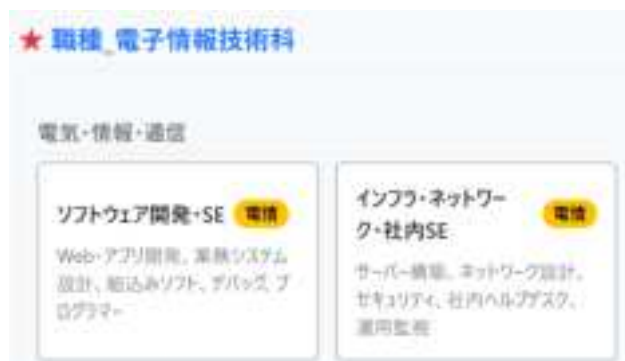 ★ 職種_電子情報技術科
電気・情報・通信
ソフトウェア開発・SE 電情
Web・アプリ開発、業務システム
設計、組込みソフト、デバッグ、プ
ログラマー
インフラ・ネットワー
ク・社内SE 電情
サーバー構築、ネットワーク設計、
セキュリティ、社内ヘルプデスク、
運用監視